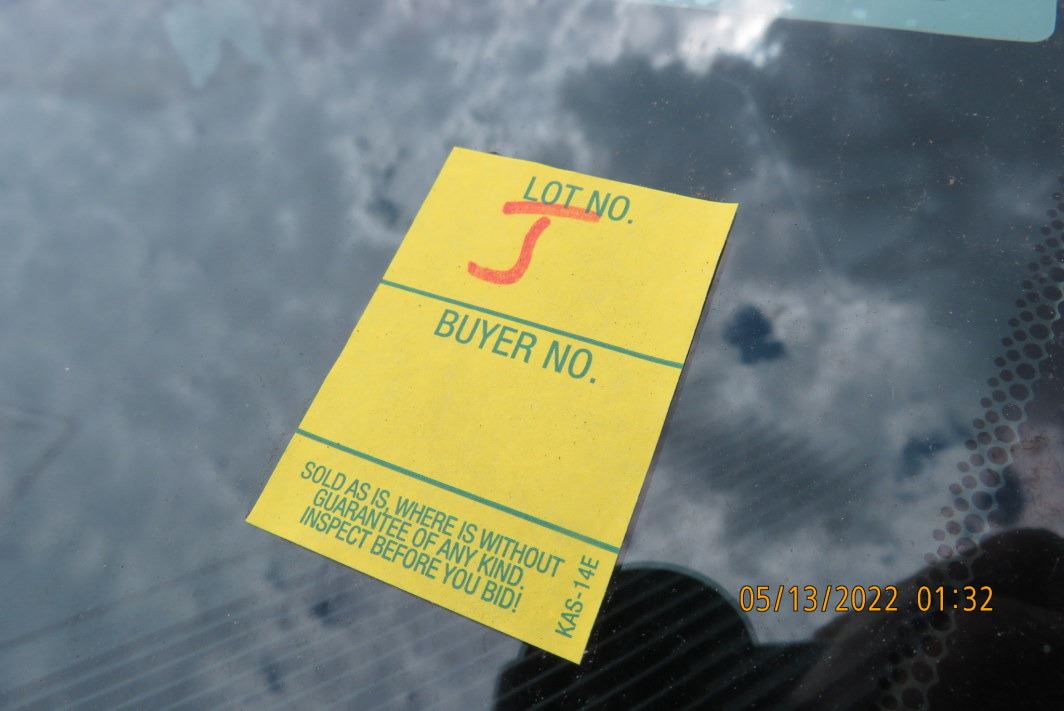 LOT NO.
J
BUYER NO.
SOLD AS IS, WHERE IS WITHOUT
GUARANTEE OF ANY KIND.
INSPECT BEFORE YOU BID!
KAS-14E
05/13/2022 01:32